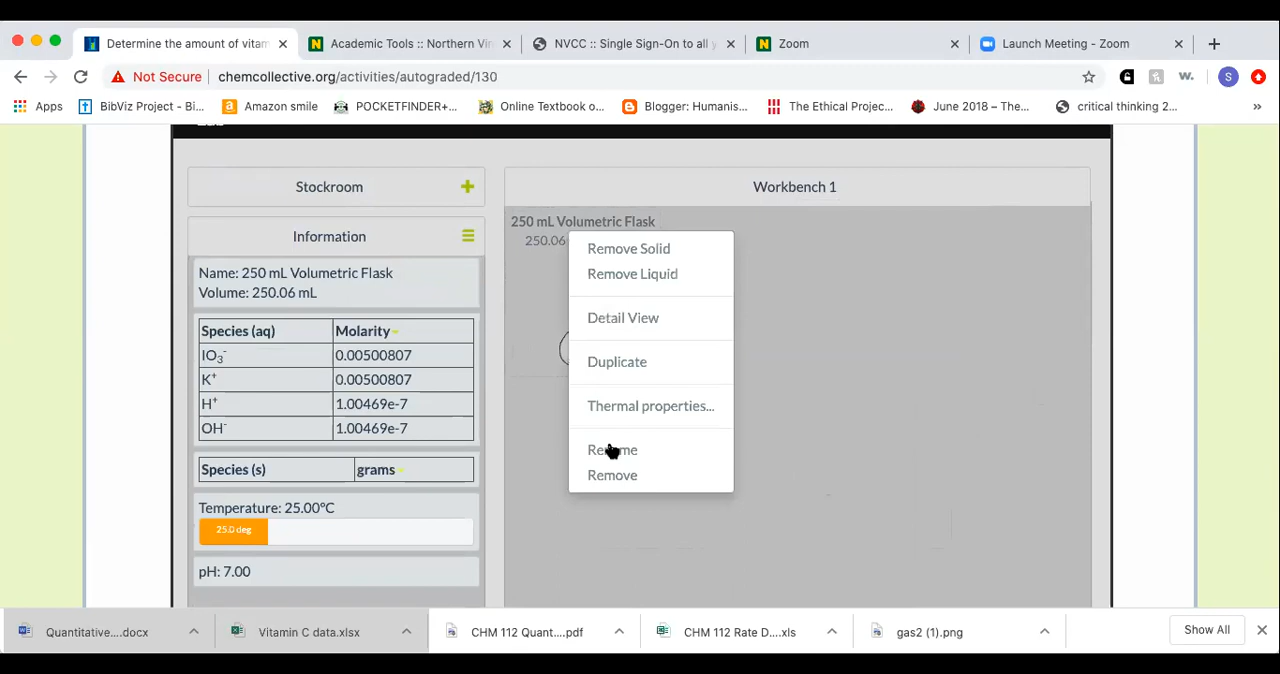 Determine the amount of vitam
Academic Tools :: Northern Vir
NVCC :: Single Sign-On to all y
Zoom
Launch Meeting - Zoom
Not Secure
chemcollective.org/activities/autograded/130
Apps
BibViz Project - Bi...
Amazon smile
POCKETFINDER+...
Online Textbook o...
Blogger: Humanis...
The Ethical Projec...
June 2018 – The...
critical thinking 2...
Stockroom
Workbench 1
Information
Name: 250 mL Volumetric Flask
Volume: 250.06 mL
Species (aq) Molarity
IO3- 0.00500807
K+ 0.00500807
H+ 1.00469e-7
OH- 1.00469e-7
Species (s) grams
Temperature: 25.00°C
25.0 deg
pH: 7.00
250 mL Volumetric Flask
250.06
Remove Solid
Remove Liquid
Detail View
Duplicate
Thermal properties...
Rename
Remove
Quantitative....docx
Vitamin C data.xlsx
CHM 112 Quant....pdf
CHM 112 Rate D....xls
gas2 (1).png
Show All